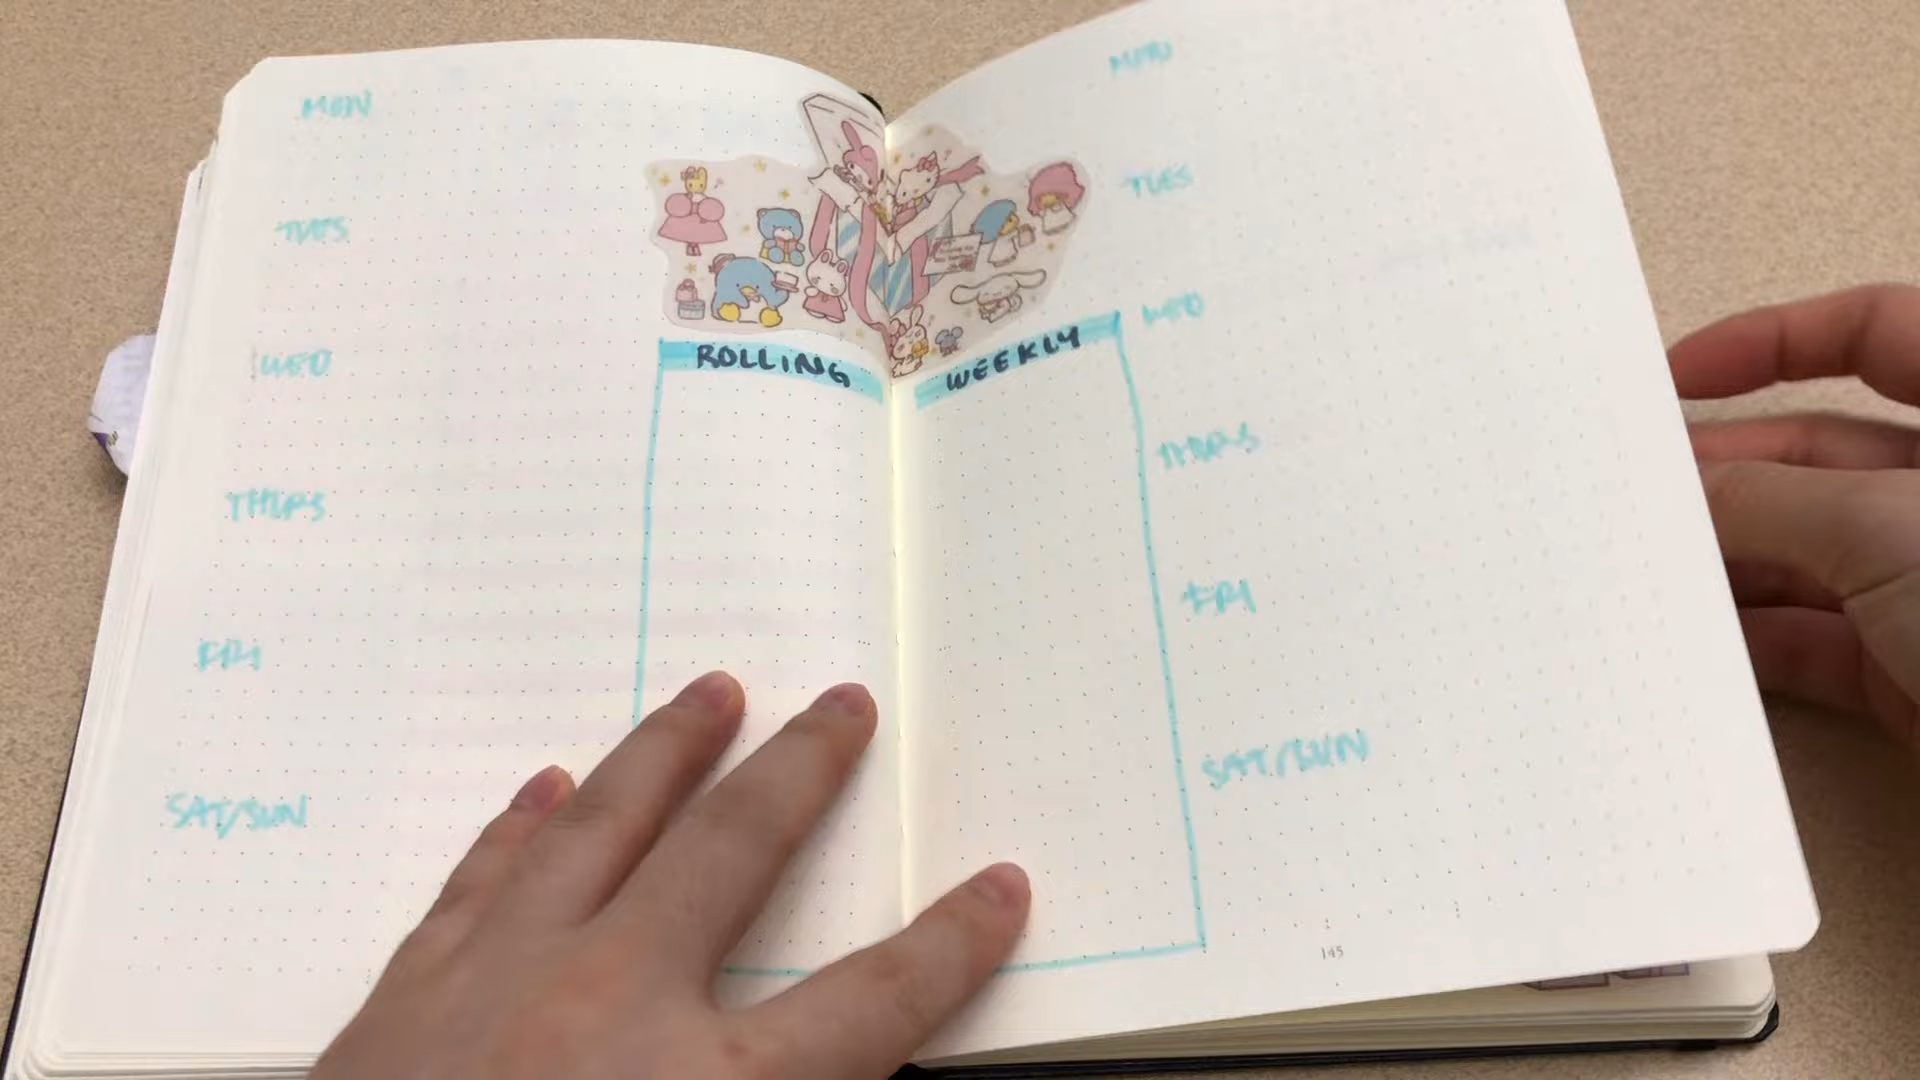 MON
TUES
WED
THURS
FRI
SAT/SUN
ROLLING WEEKLY
MON
TUES
WED
THURS
FRI
SAT/SUN
145